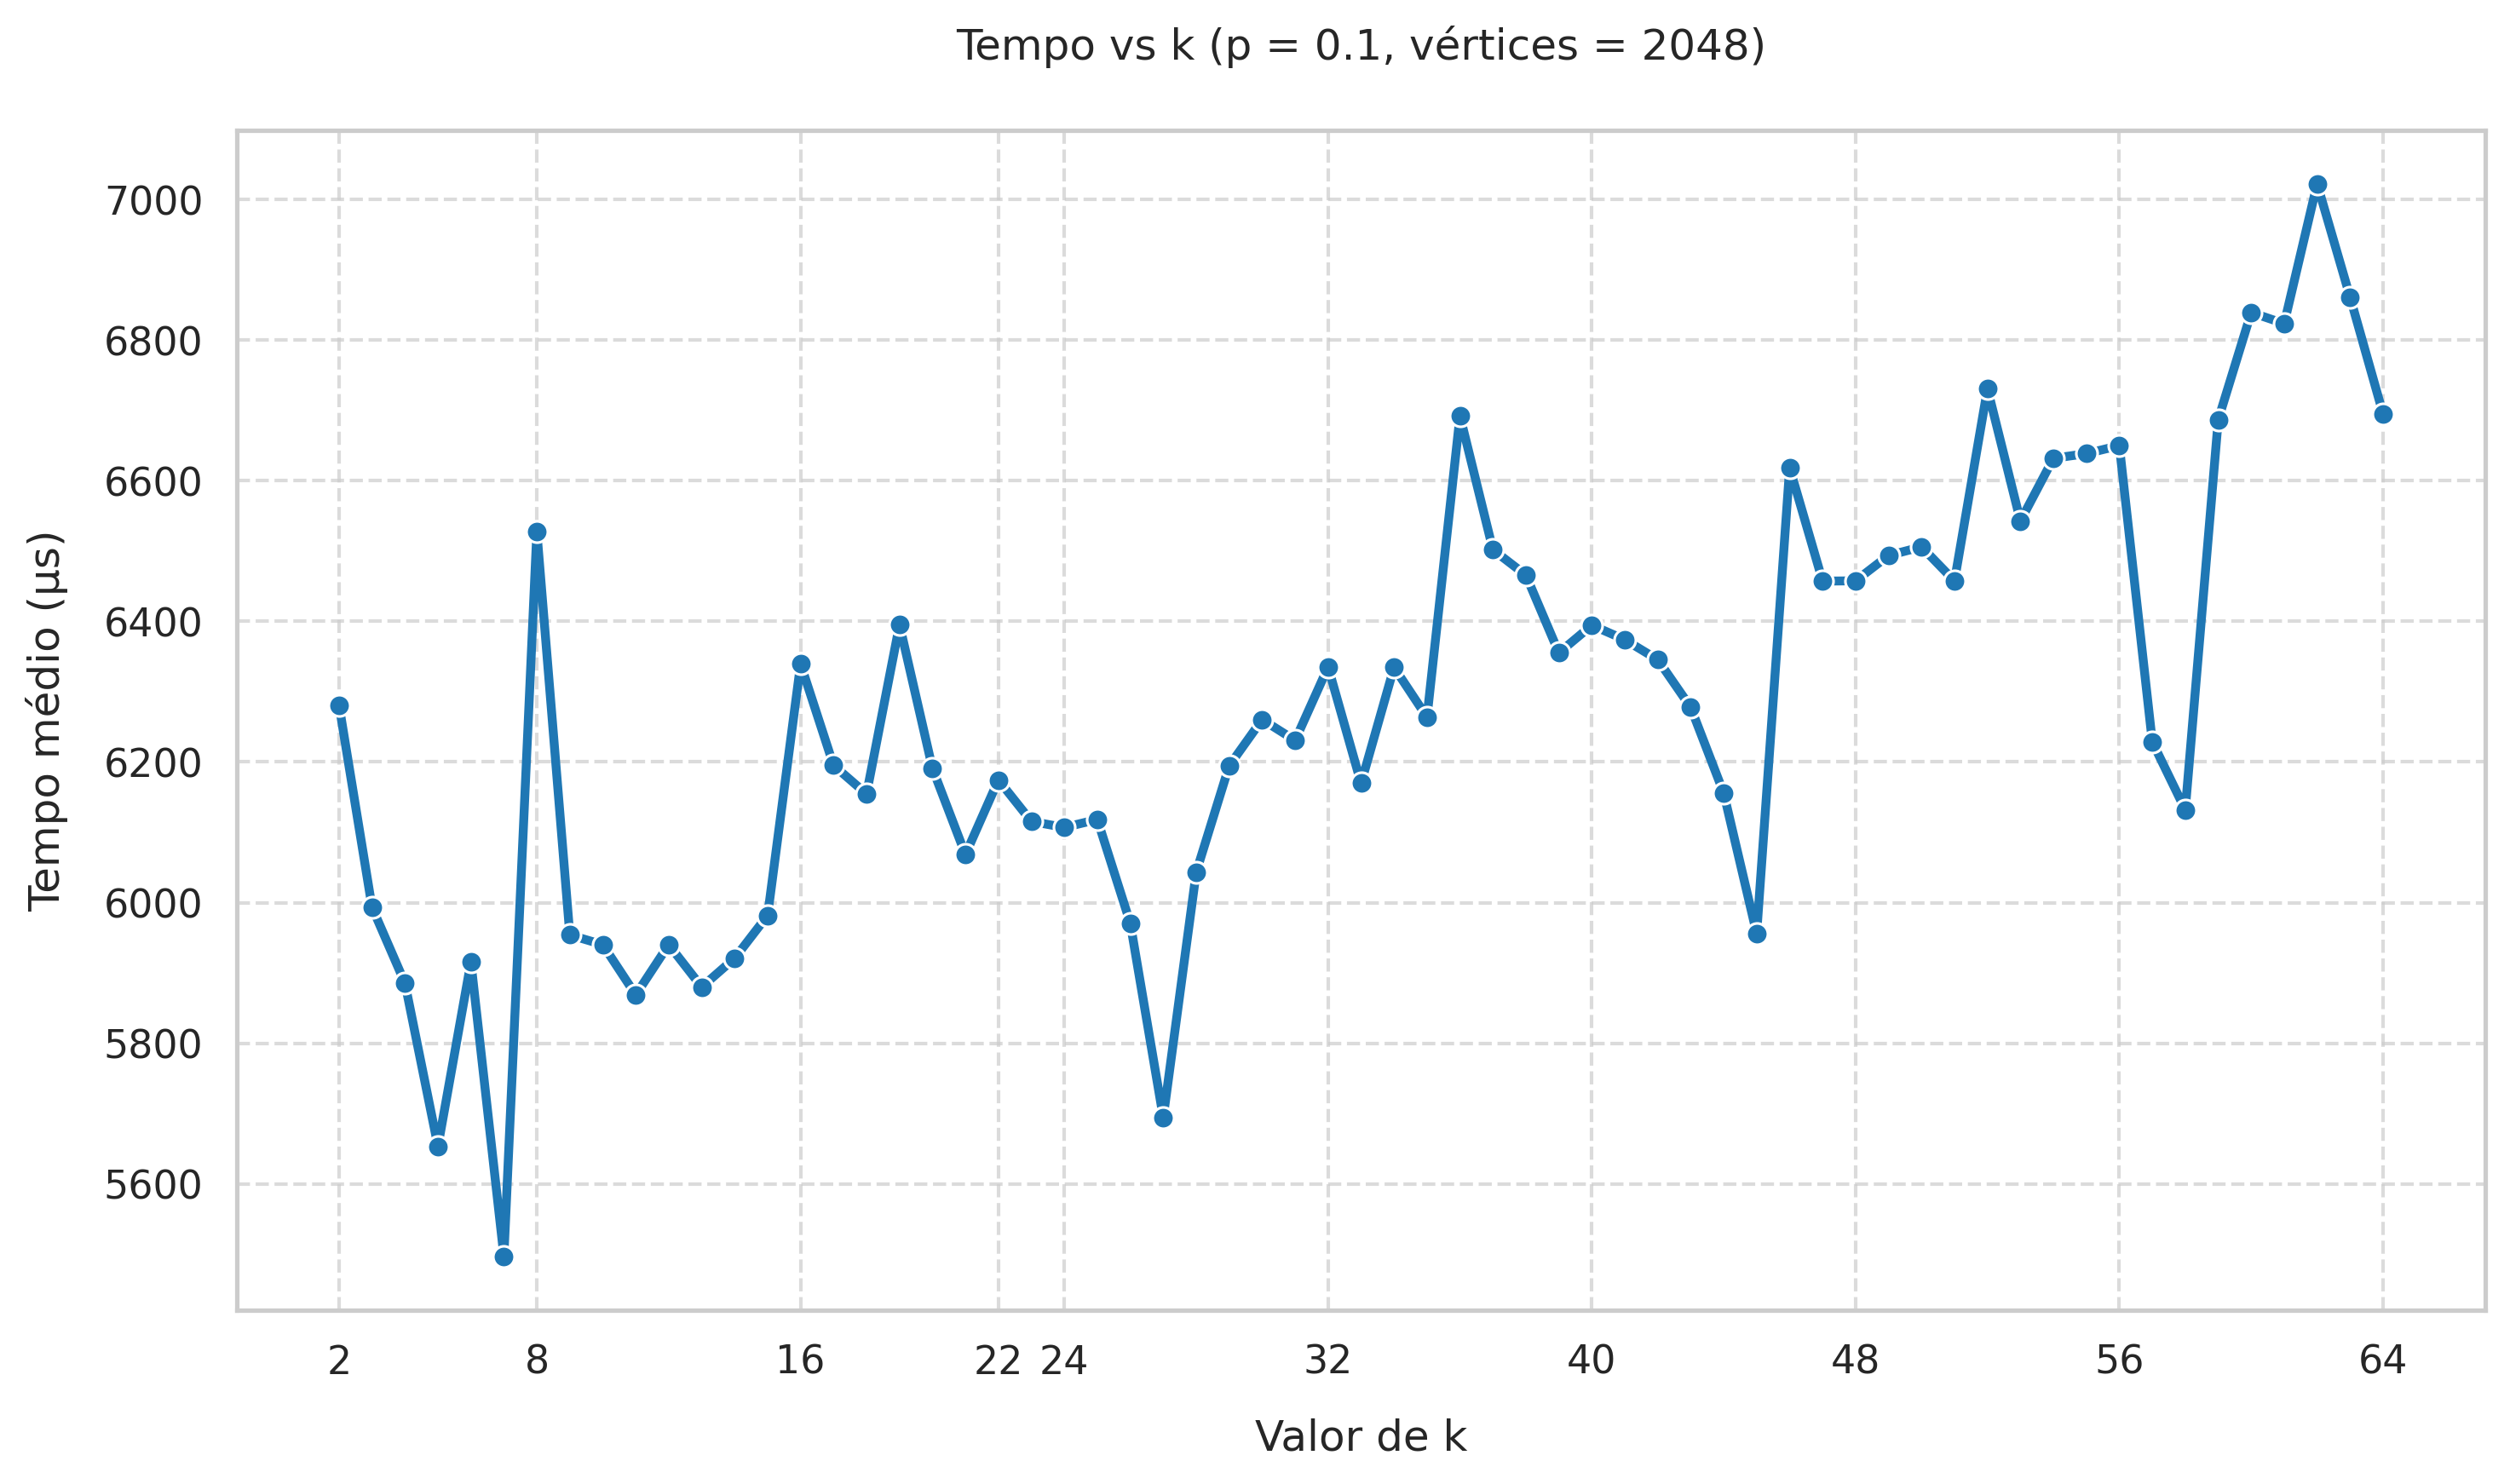 Tempo vs k (p = 0.1, vértices = 2048)
7000
6800
6600
6400
6200
6000
5800
5600
Tempo médio (µs)
2 8 16 22 24 32 40 48 56 64
Valor de k